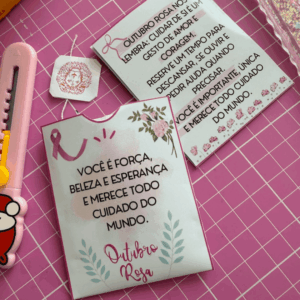 OUTUBRO ROSA NOS
LEMBRA: CUIDAR DE SI É UM
GESTO DE AMOR E
CORAGEM.
RESERVE UM TEMPO PARA
DESCANSAR, SE OUVIR E
PEDIR AJUDA QUANDO
PRECISAR.
VOCÊ É IMPORTANTE, ÚNICA
E MERECE TODO CUIDADO
DO MUNDO.
VOCÊ É FORÇA,
BELEZA E ESPERANÇA
E MERECE TODO
CUIDADO DO
MUNDO.
Outubro
Rosa